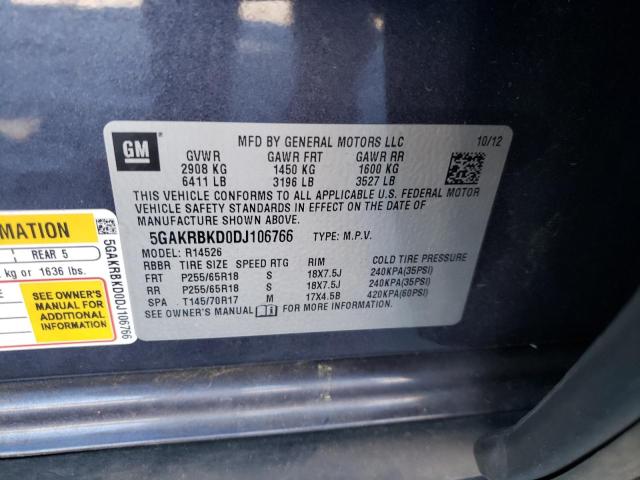 GM
MFD BY GENERAL MOTORS LLC 10/12
GVWR GAWR FRT GAWR RR
2908 KG 1450 KG 1600 KG
6411 LB 3196 LB 3527 LB
THIS VEHICLE CONFORMS TO ALL APPLICABLE U.S. FEDERAL MOTOR
VEHICLE SAFETY STANDARDS IN EFFECT ON THE DATE OF
MANUFACTURE SHOWN ABOVE.
5GAKRBKD0DJ106766 TYPE: M.P.V.
MODEL: R14526
RBBR TIRE SIZE SPEED RTG RIM COLD TIRE PRESSURE
FRT P255/65R18 S 18X7.5J 240KPA(35PSI)
RR P255/65R18 S 18X7.5J 240KPA(35PSI)
SPA T145/70R17 M 17X4.5B 420KPA(60PSI)
SEE OWNER'S MANUAL FOR MORE INFORMATION.
RMATION
REAR 5
kg or 1636 lbs.
SEE OWNER'S
MANUAL FOR
ADDITIONAL
INFORMATION
5GAKRBKD0DJ106766